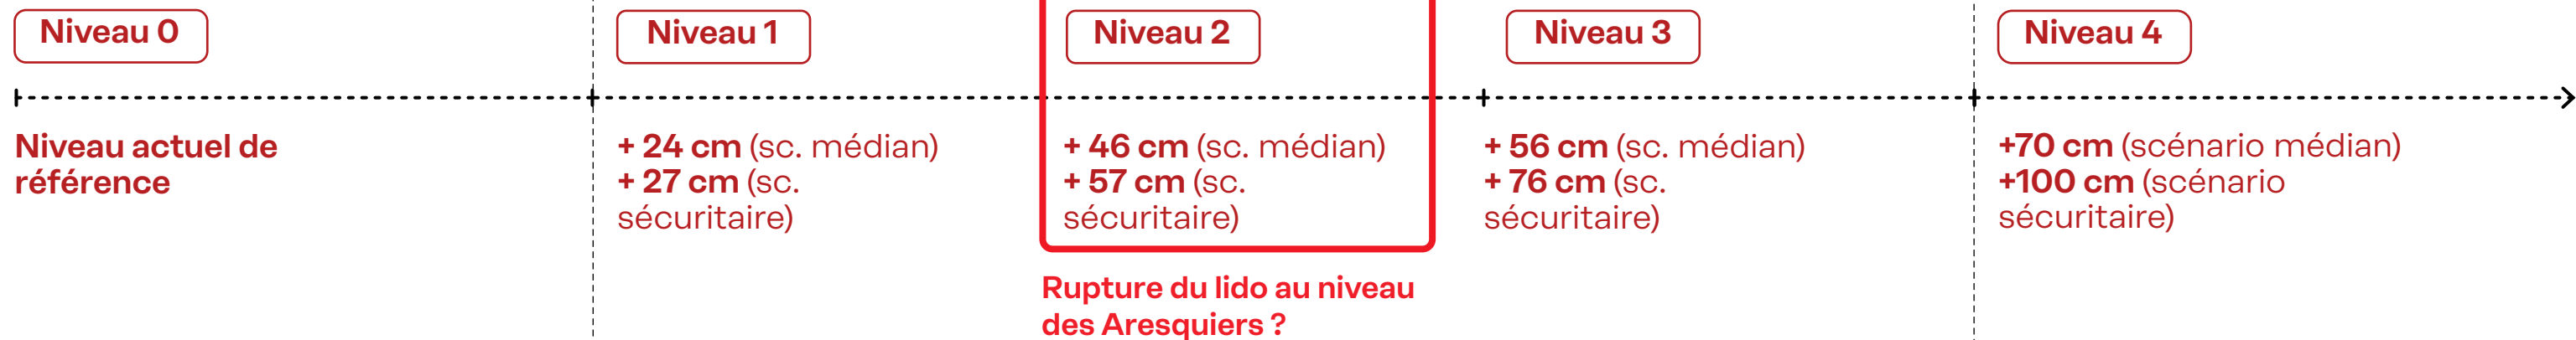 Niveau 0
Niveau 1
Niveau 2
Niveau 3
Niveau 4
Niveau actuel de
référence
+ 24 cm (sc. médian)
+ 27 cm (sc.
sécuritaire)
+ 46 cm (sc. médian)
+ 57 cm (sc.
sécuritaire)
+ 56 cm (sc. médian)
+ 76 cm (sc.
sécuritaire)
+70 cm (scénario médian)
+100 cm (scénario
sécuritaire)
Rupture du lido au niveau
des Aresquiers ?